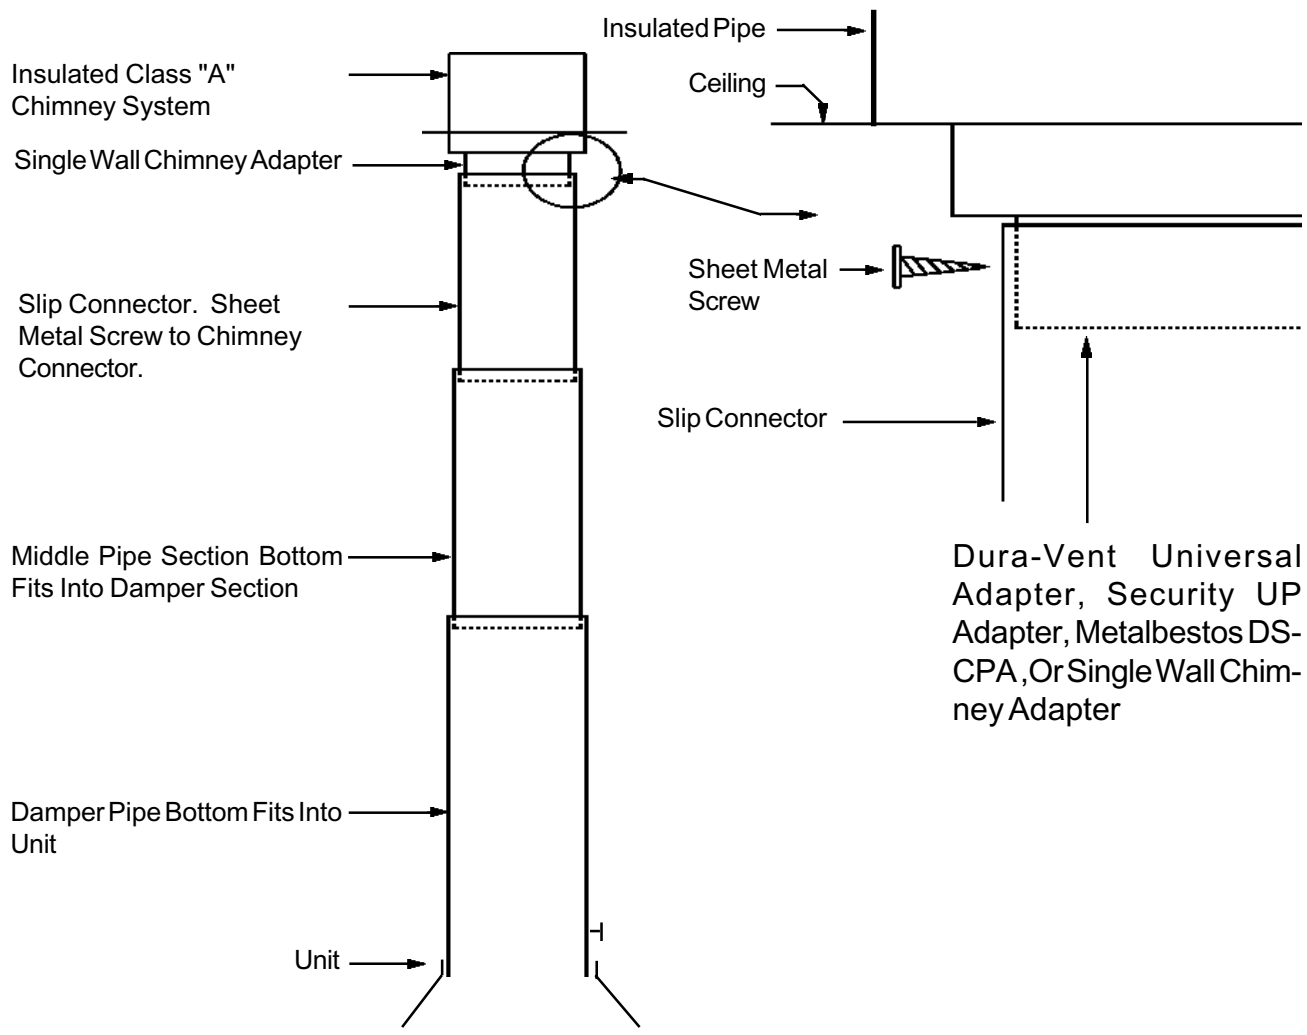 Insulated Class "A"
Chimney System
Single Wall Chimney Adapter
Slip Connector. Sheet
Metal Screw to Chimney
Connector.
Middle Pipe Section Bottom
Fits Into Damper Section
Damper Pipe Bottom Fits Into
Unit
Unit
Insulated Pipe
Ceiling
Sheet Metal
Screw
Slip Connector
Dura-Vent Universal
Adapter, Security UP
Adapter, Metalbestos DS-
CPA ,Or Single Wall Chim-
ney Adapter